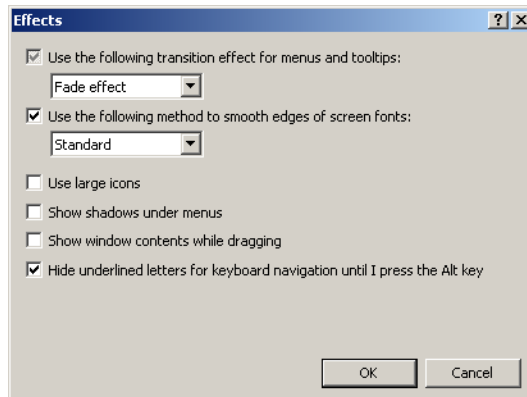 Effects
Use the following transition effect for menus and tooltips:
Fade effect
Use the following method to smooth edges of screen fonts:
Standard
Use large icons
Show shadows under menus
Show window contents while dragging
Hide underlined letters for keyboard navigation until I press the Alt key
OK Cancel